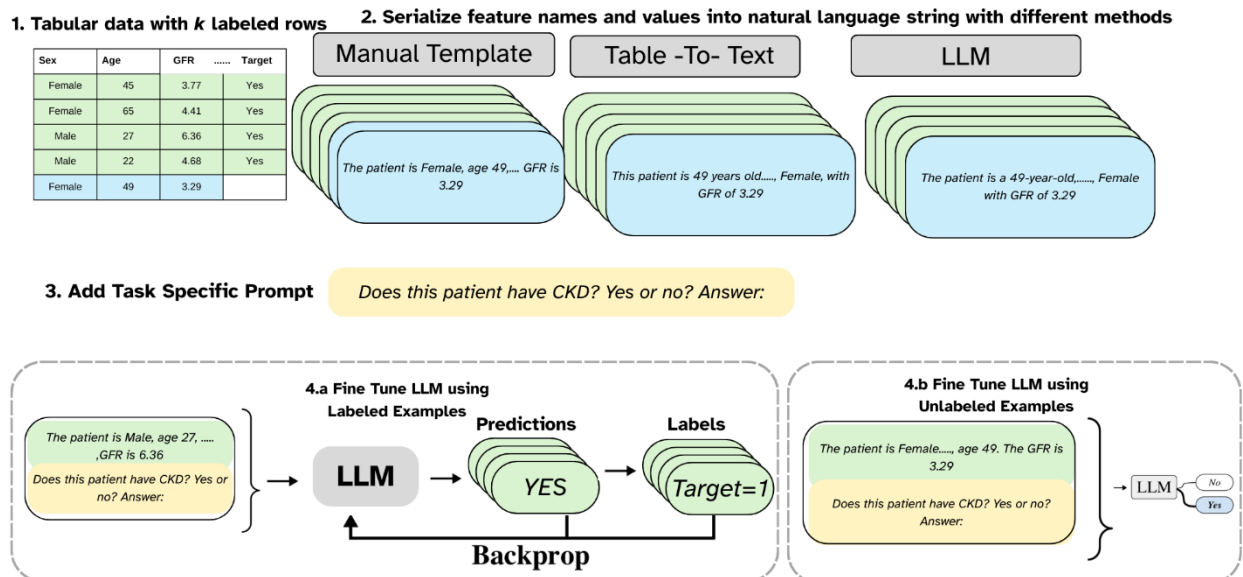 1. Tabular data with k labeled rows
2. Serialize feature names and values into natural language string with different methods
Sex Age GFR ...... Target
Female 45 3.77 Yes
Female 65 4.41 Yes
Male 27 6.36 Yes
Male 22 4.68 Yes
Female 49 3.29
Manual Template
Table -To- Text
LLM
The patient is Female, age 49,.... GFR is
3.29
This patient is 49 years old....., Female, with
GFR of 3.29
The patient is a 49-year-old,......, Female
with GFR of 3.29
3. Add Task Specific Prompt
Does this patient have CKD? Yes or no? Answer:
4.a Fine Tune LLM using
Labeled Examples
The patient is Male, age 27, .....
,GFR is 6.36
Does this patient have CKD? Yes or
no? Answer:
LLM
Predictions
YES
Labels
Target=1
Backprop
4.b Fine Tune LLM using
Unlabeled Examples
The patient is Female....., age 49. The GFR is
3.29
Does this patient have CKD? Yes or no?
Answer:
LLM
No
Yes